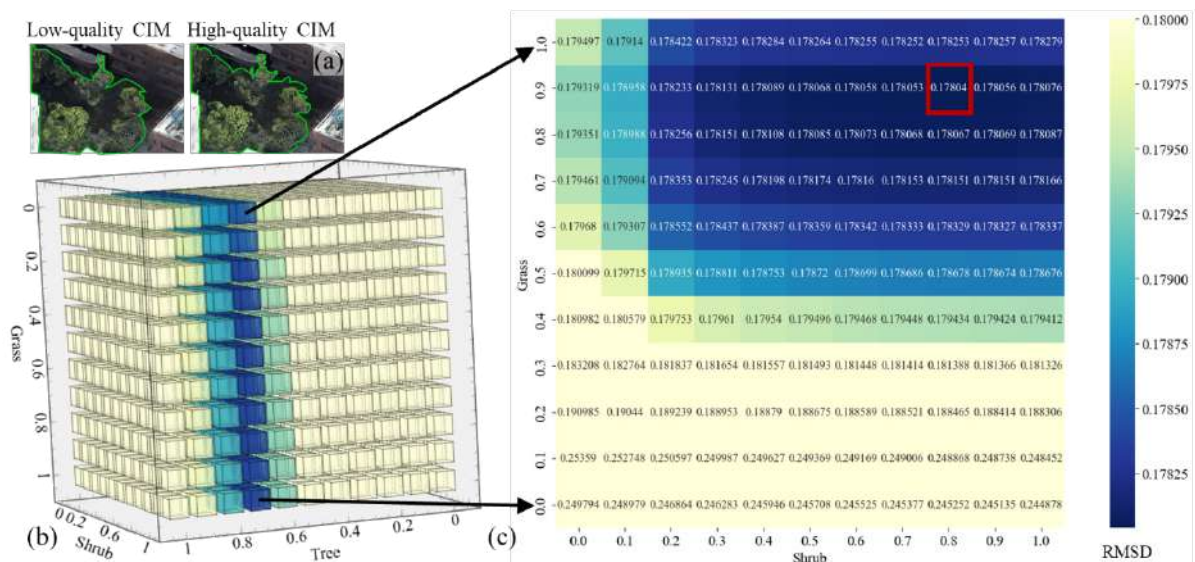 Low-quality CIM High-quality CIM
(a)
0
0.2
0.4
0.6
0.8
1
Grass
0 0.2 0.6 1
Shrub
1 0.8 0.6 0.4 0.2 0
Tree
(b)
1.0 0.179497 0.17914 0.178422 0.178323 0.178284 0.178264 0.178255 0.178252 0.178253 0.178257 0.178279
0.9 0.179319 0.178958 0.178233 0.178131 0.178089 0.178068 0.178058 0.178053 0.17804 0.178056 0.178076
0.8 0.179351 0.178988 0.178256 0.178151 0.178108 0.178085 0.178073 0.178068 0.178067 0.178069 0.178087
0.7 0.179461 0.179094 0.178353 0.178245 0.178198 0.178174 0.17816 0.178153 0.178151 0.178151 0.178166
0.6 0.17968 0.179307 0.178552 0.178437 0.178387 0.178359 0.178342 0.178333 0.178329 0.178327 0.178337
0.5 0.180099 0.179715 0.178935 0.178811 0.178753 0.17872 0.178699 0.178686 0.178678 0.178674 0.178676
0.4 0.180982 0.180579 0.179753 0.17961 0.17954 0.179496 0.179468 0.179448 0.179434 0.179424 0.179412
0.3 0.183208 0.182764 0.181837 0.181654 0.181557 0.181493 0.181448 0.181414 0.181388 0.181366 0.181326
0.2 0.190985 0.19044 0.189239 0.188953 0.18879 0.188675 0.188589 0.188521 0.188465 0.188414 0.188306
0.1 0.25359 0.252748 0.250597 0.249987 0.249627 0.249369 0.249169 0.249006 0.248868 0.248738 0.248452
0.0 0.249794 0.248979 0.246864 0.246283 0.245946 0.245708 0.245525 0.245377 0.245252 0.245135 0.244878
Grass
0.0 0.1 0.2 0.3 0.4 0.5 0.6 0.7 0.8 0.9 1.0
Shrub
(c)
0.18000
0.17975
0.17950
0.17925
0.17900
0.17875
0.17850
0.17825
RMSD